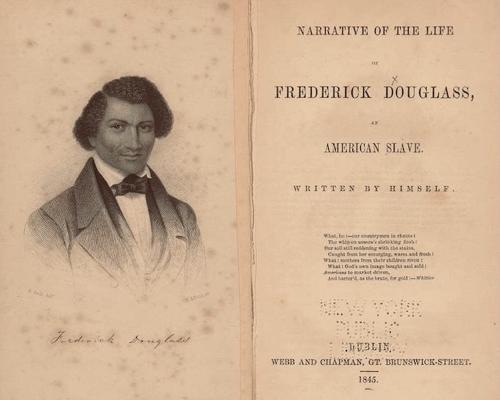 Frederick Douglass
NARRATIVE OF THE LIFE
OF
FREDERICK DOUGLASS,
AN
AMERICAN SLAVE.
WRITTEN BY HIMSELF.
What, ho!—our countrymen in chains!
The whip on woman's shrinking flesh!
Our soil still reddening with the stains,
Caught from her scourging, warm and fresh!
What! mothers from their children riven!
What! God's own image bought and sold!
Americans to market driven,
And barter'd, as the brute, for gold!—Whittier
NEW YORK
PUBLIC
DUBLIN
WEBB AND CHAPMAN, GT. BRUNSWICK-STREET.
1845.